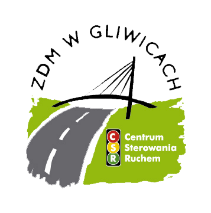 ZDM W GLIWICACH
C Centrum
S Sterowania
R Ruchem